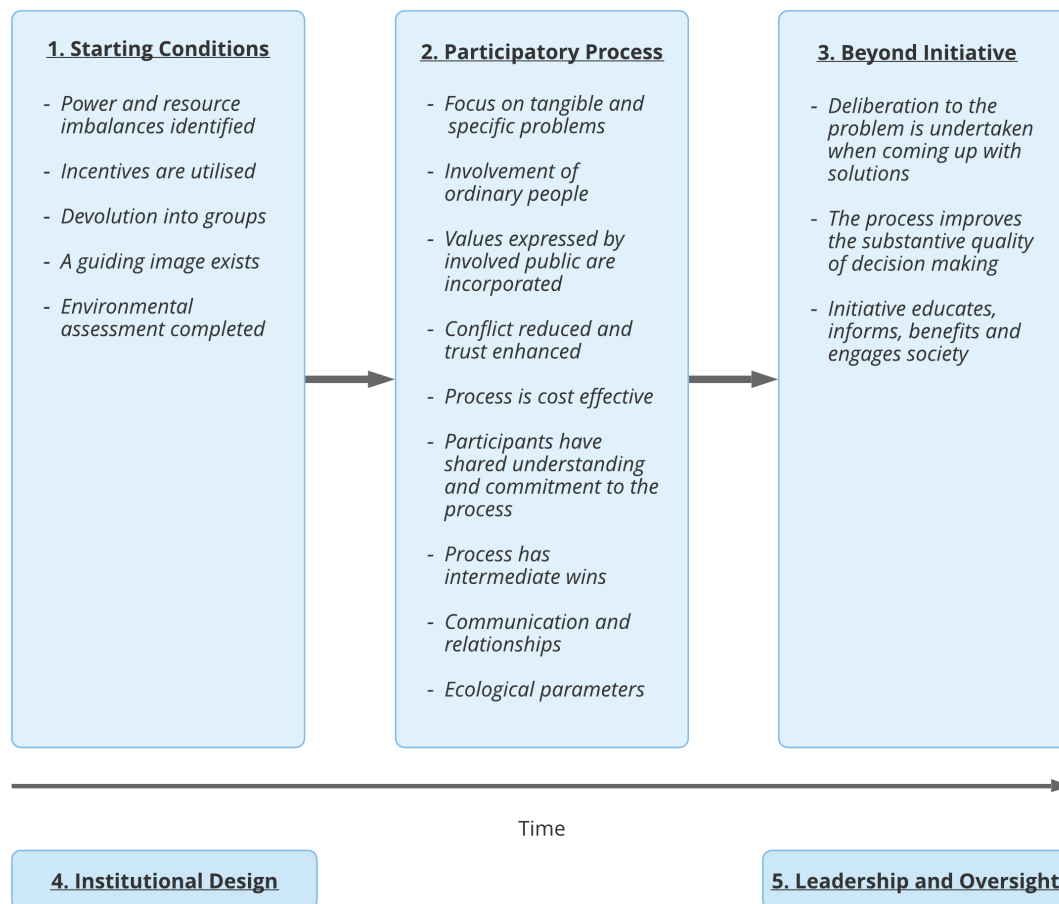 1. Starting Conditions
- Power and resource
imbalances identified
- Incentives are utilised
- Devolution into groups
- A guiding image exists
- Environmental
assessment completed
2. Participatory Process
- Focus on tangible and
specific problems
- Involvement of
ordinary people
- Values expressed by
involved public are
incorporated
- Conflict reduced and
trust enhanced
- Process is cost effective
- Participants have
shared understanding
and commitment to the
process
- Process has
intermediate wins
- Communication and
relationships
- Ecological parameters
3. Beyond Initiative
- Deliberation to the
problem is undertaken
when coming up with
solutions
- The process improves
the substantive quality
of decision making
- Initiative educates,
informs, benefits and
engages society
Time
4. Institutional Design
5. Leadership and Oversight